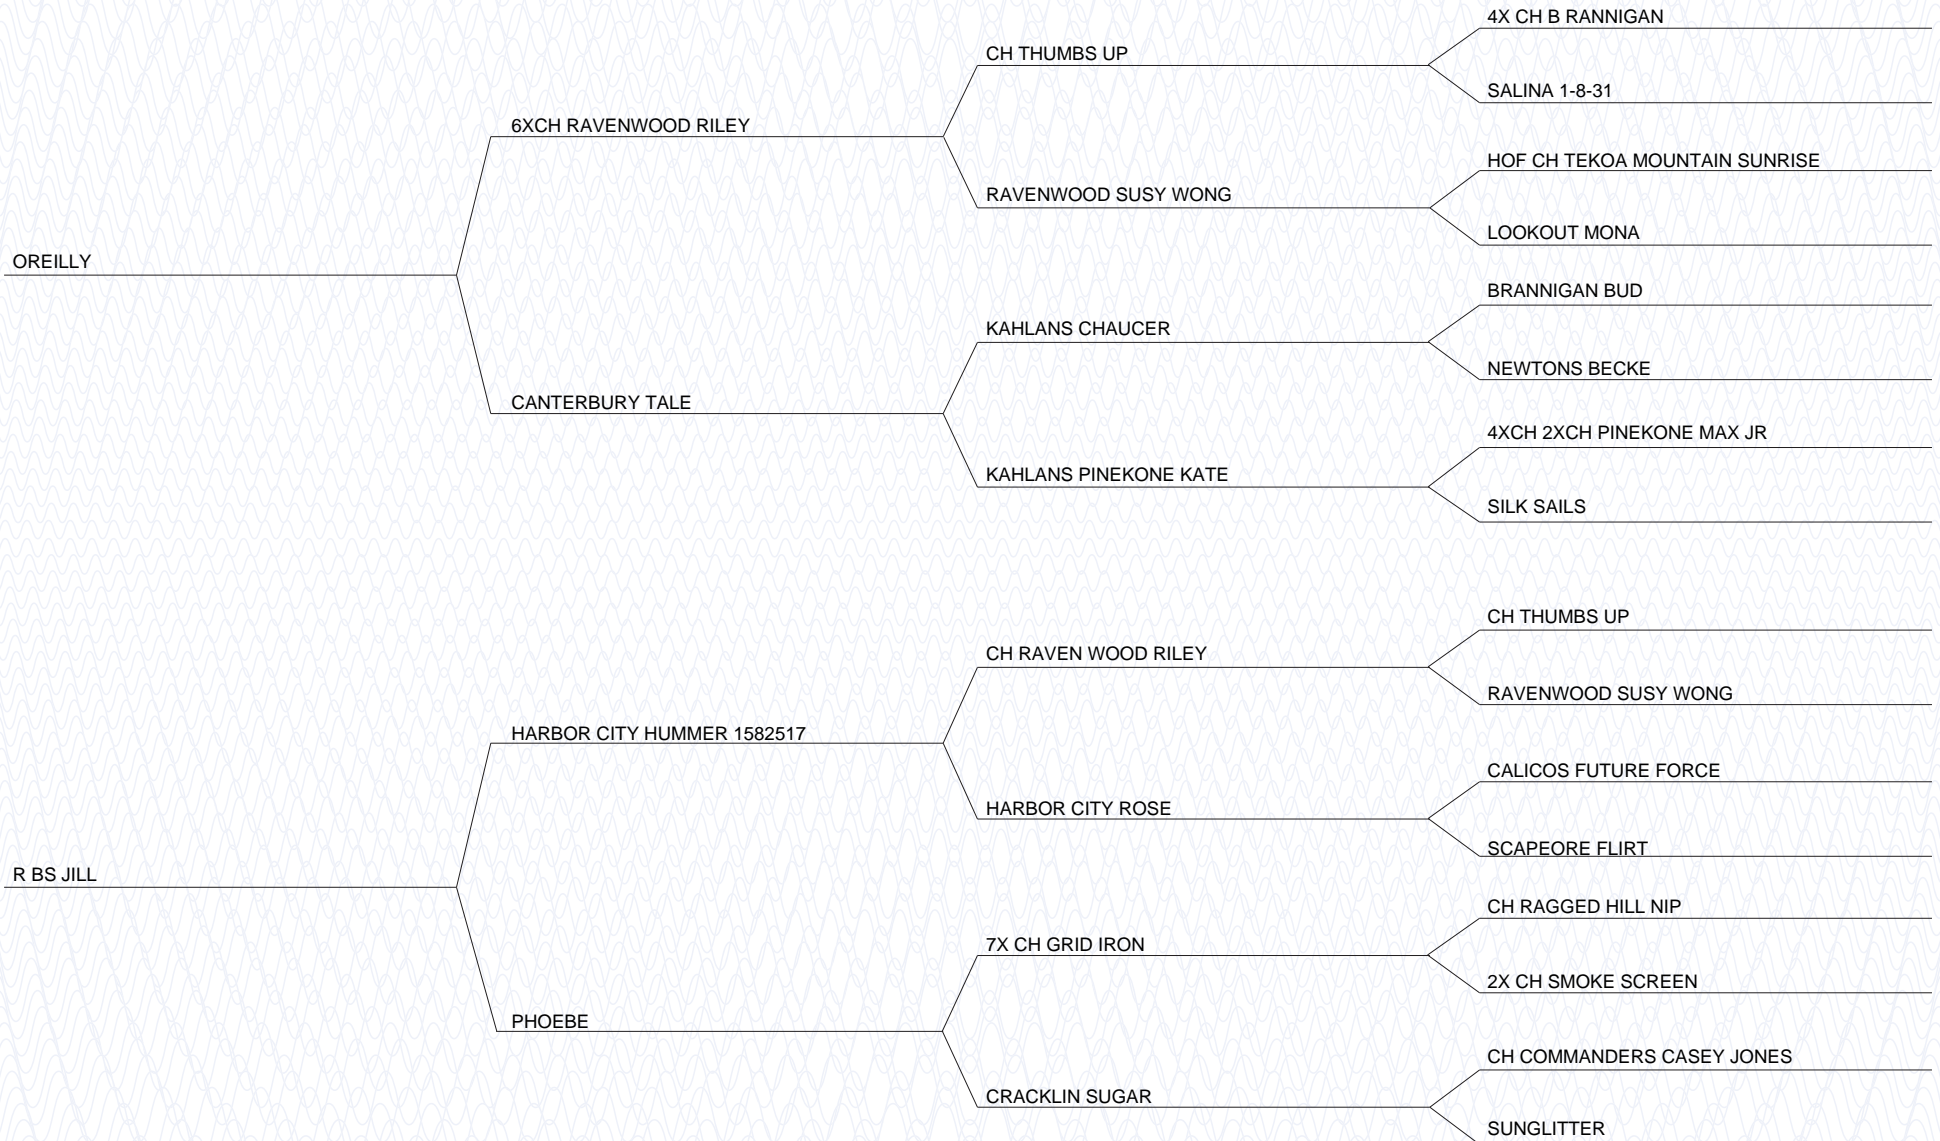 4X CH B RANNIGAN
CH THUMBS UP
SALINA 1-8-31
6XCH RAVENWOOD RILEY
HOF CH TEKOA MOUNTAIN SUNRISE
RAVENWOOD SUSY WONG
LOOKOUT MONA
OREILLY
BRANNIGAN BUD
KAHLANS CHAUCER
NEWTONS BECKE
CANTERBURY TALE
4XCH 2XCH PINEKONE MAX JR
KAHLANS PINEKONE KATE
SILK SAILS
CH THUMBS UP
CH RAVEN WOOD RILEY
RAVENWOOD SUSY WONG
HARBOR CITY HUMMER 1582517
CALICOS FUTURE FORCE
HARBOR CITY ROSE
SCAPEORE FLIRT
R BS JILL
CH RAGGED HILL NIP
7X CH GRID IRON
2X CH SMOKE SCREEN
PHOEBE
CH COMMANDERS CASEY JONES
CRACKLIN SUGAR
SUNGLITTER